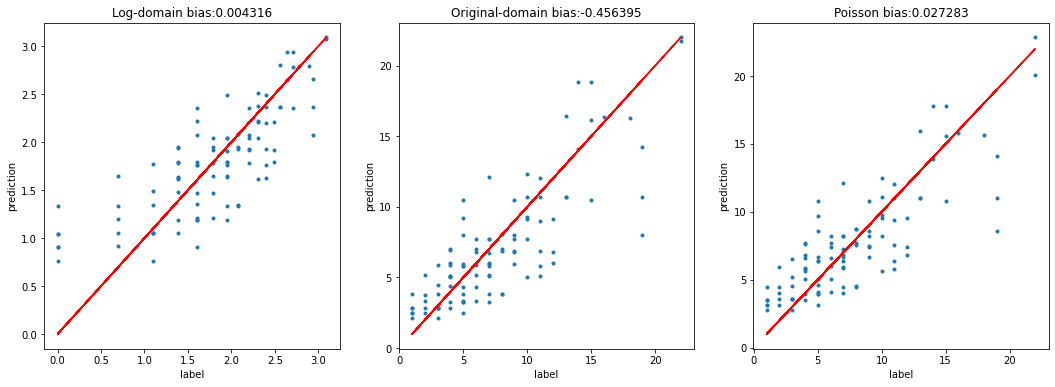 Log-domain bias:0.004316
3.0
2.5
2.0
1.5
1.0
0.5
0.0
prediction
0.0 0.5 1.0 1.5 2.0 2.5 3.0
label
Original-domain bias:-0.456395
20
15
10
5
0
prediction
0 5 10 15 20
label
Poisson bias:0.027283
20
15
10
5
0
prediction
0 5 10 15 20
label